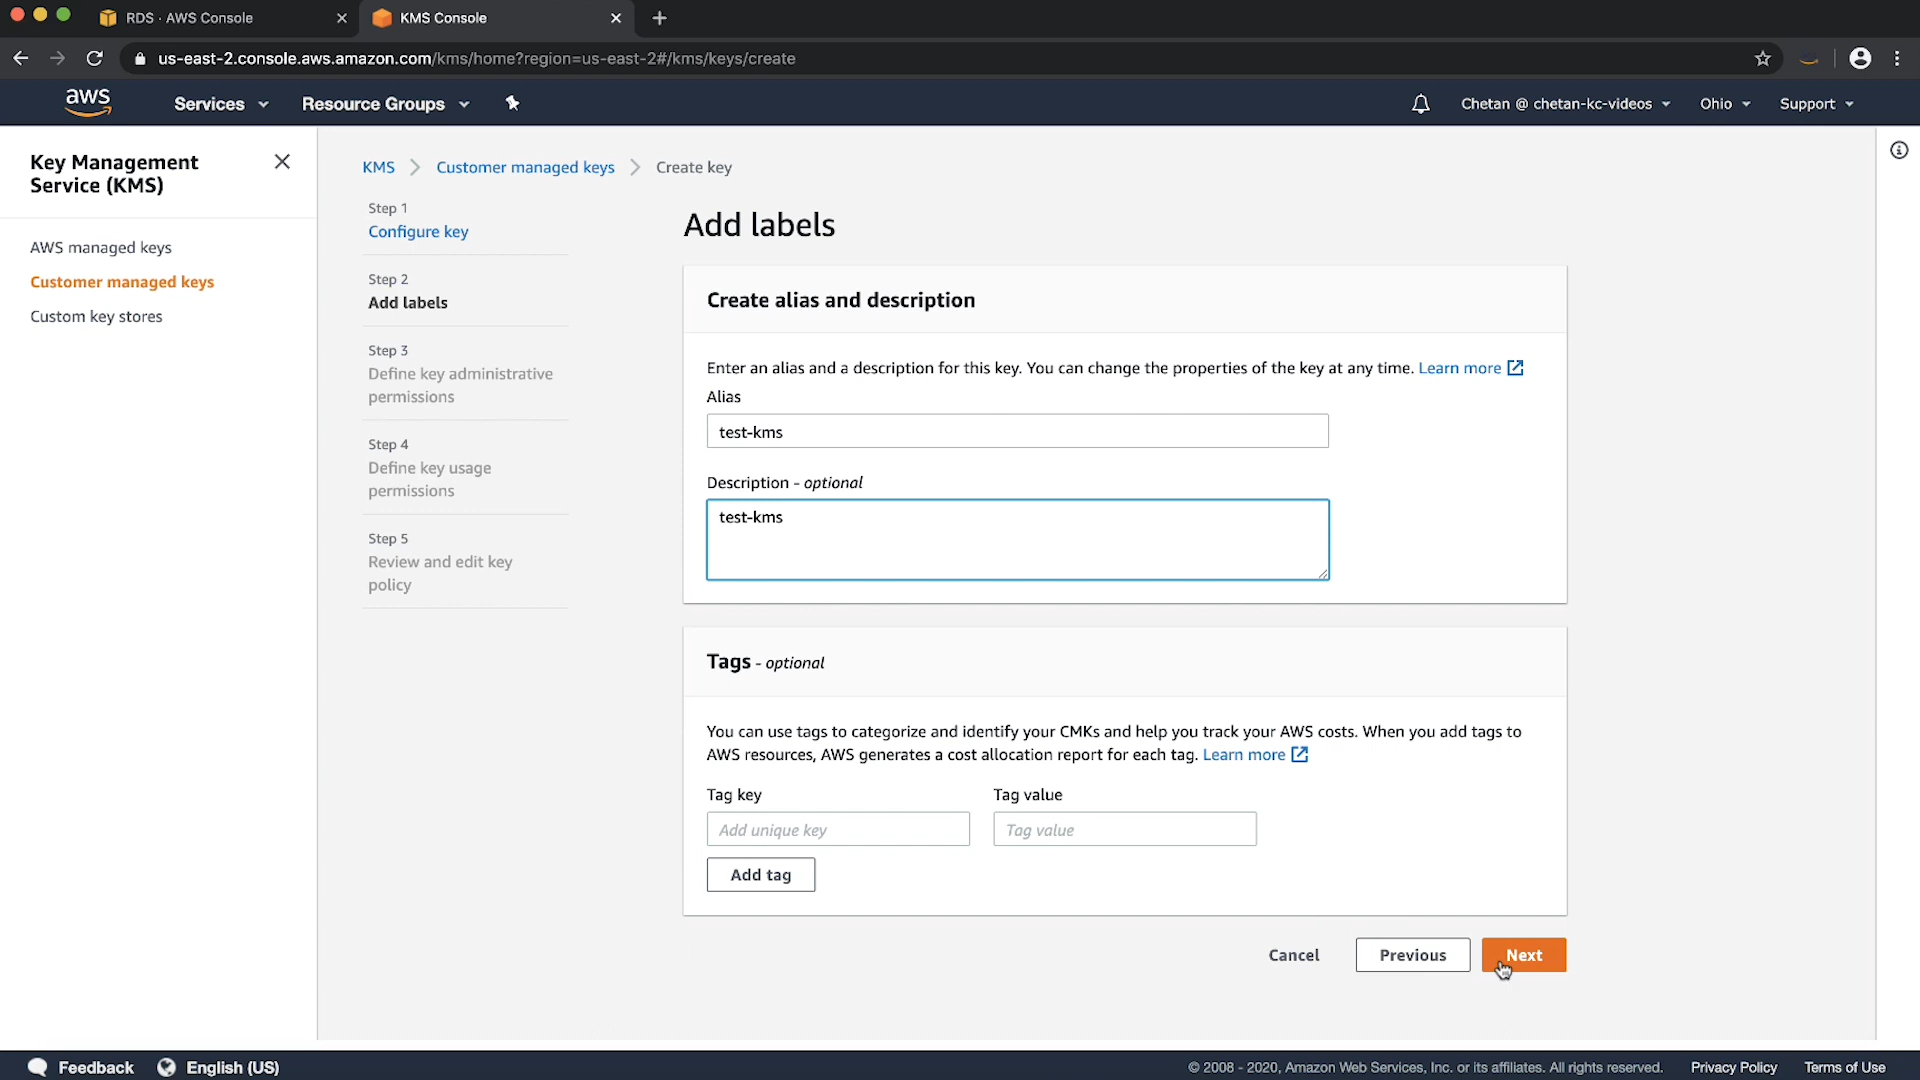 RDS · AWS Console
KMS Console
us-east-2.console.aws.amazon.com/kms/home?region=us-east-2#/kms/keys/create
aws
Services
Resource Groups
Chetan @ chetan-kc-videos
Ohio
Support
Key Management
Service (KMS)
AWS managed keys
Customer managed keys
Custom key stores
KMS
Customer managed keys
Create key
Step 1
Configure key
Step 2
Add labels
Step 3
Define key administrative
permissions
Step 4
Define key usage
permissions
Step 5
Review and edit key
policy
Add labels
Create alias and description
Enter an alias and a description for this key. You can change the properties of the key at any time. Learn more
Alias
test-kms
Description - optional
test-kms
Tags - optional
You can use tags to categorize and identify your CMKs and help you track your AWS costs. When you add tags to
AWS resources, AWS generates a cost allocation report for each tag. Learn more
Tag key
Tag value
Add unique key
Tag value
Add tag
Cancel
Previous
Next
Feedback
English (US)
© 2008 - 2020, Amazon Web Services, Inc. or its affiliates. All rights reserved.
Privacy Policy
Terms of Use